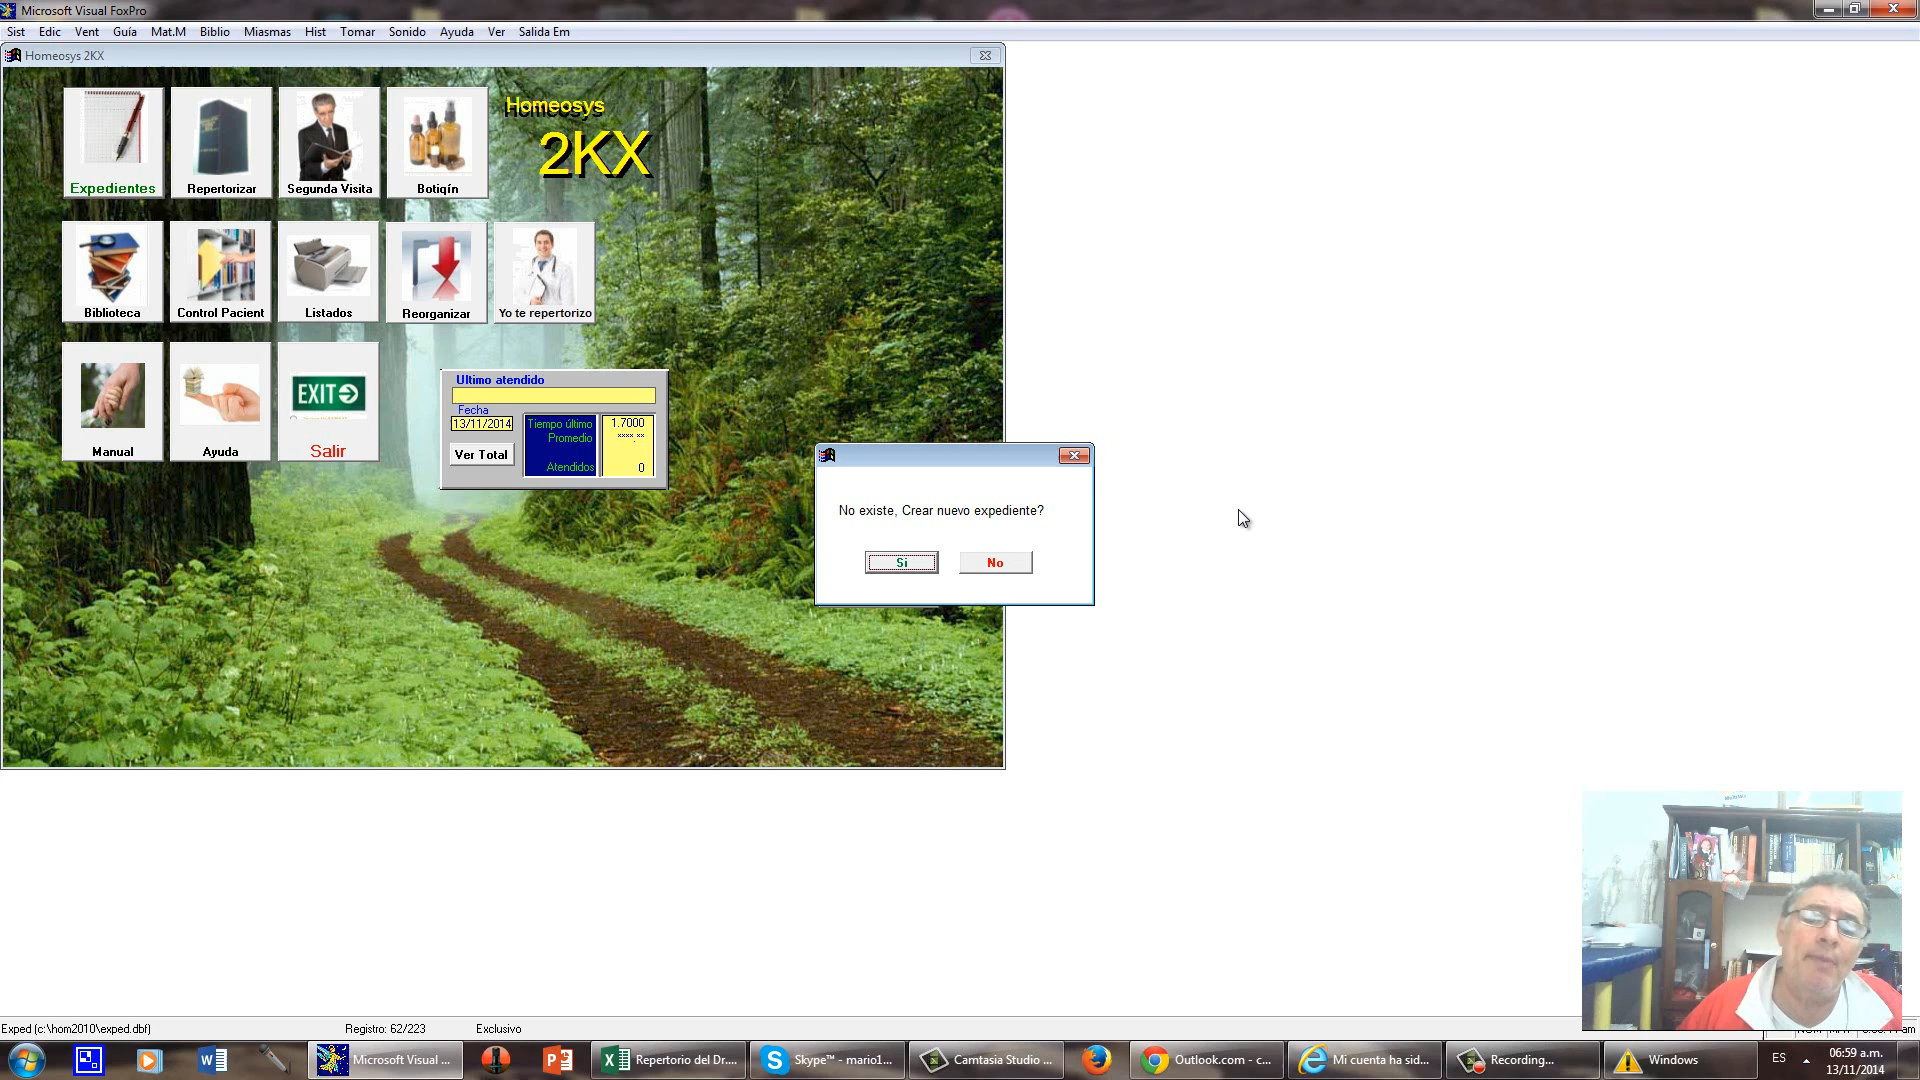 Microsoft Visual FoxPro
Sist Edic Vent Guía Mat.M Biblio Miasmas Hist Tomar Sonido Ayuda Ver Salida Em
Homeosys 2KX
Homeosys
2KX
Expedientes
Repertorizar
Segunda Visita
Botiqín
Biblioteca
Control Pacient
Listados
Reorganizar
Yo te repertorizo
EXIT
Manual
Ayuda
Salir
Ultimo atendido
Fecha
13/11/2014
Tiempo último 1.7000
Promedio ****.**
Ver Total
Atendidos 0
No existe, Crear nuevo expediente?
Si No
Exped (c:\hom2010\exped.dbf) Registro: 62/223 Exclusivo
Microsoft Visual ...
Repertorio del Dr....
Skype™ - mario1...
Camtasia Studio ...
Outlook.com - c...
Mi cuenta ha sid...
Recording...
Windows
ES
06:59 a.m.
13/11/2014